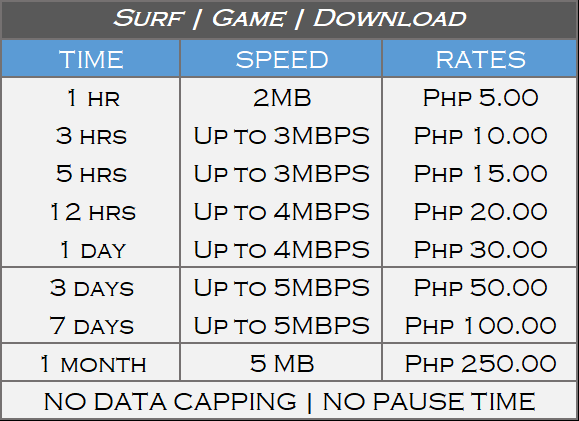 Surf | Game | Download
TIME SPEED RATES
1 hr 2MB Php 5.00
3 hrs Up to 3MBPS Php 10.00
5 hrs Up to 3MBPS Php 15.00
12 hrs Up to 4MBPS Php 20.00
1 day Up to 4MBPS Php 30.00
3 days Up to 5MBPS Php 50.00
7 days Up to 5MBPS Php 100.00
1 month 5 MB Php 250.00
NO DATA CAPPING | NO PAUSE TIME